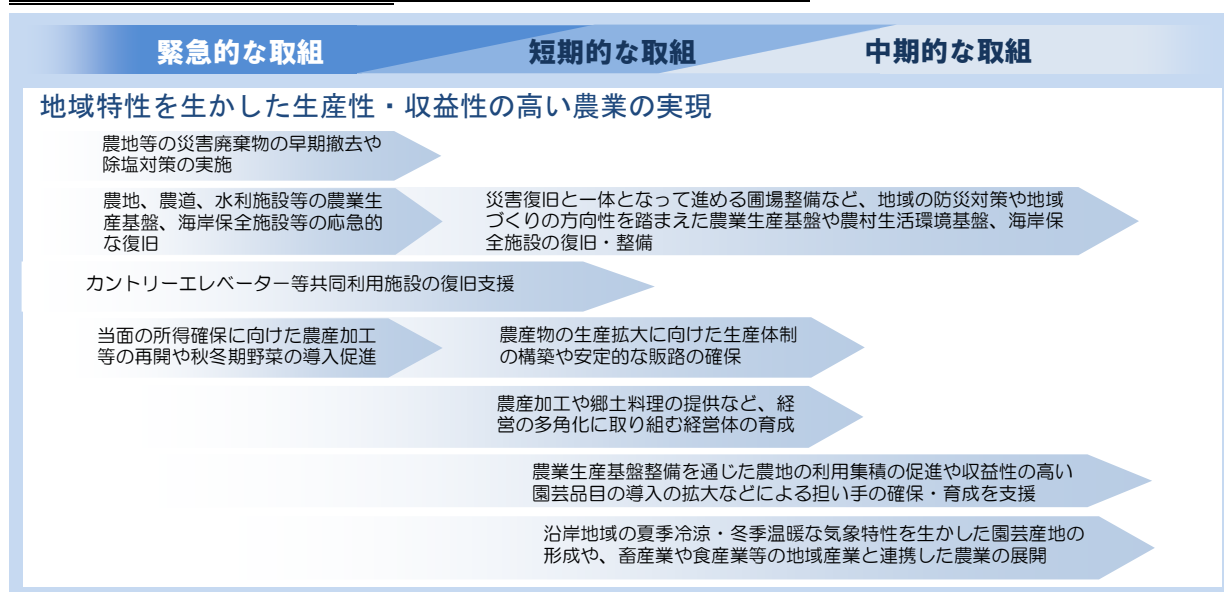 緊急的な取組
短期的な取組
中期的な取組
地域特性を生かした生産性・収益性の高い農業の実現
農地等の災害廃棄物の早期撤去や
除塩対策の実施
農地、農道、水利施設等の農業生
産基盤、海岸保全施設等の応急的
な復旧
災害復旧と一体となって進める圃場整備など、地域の防災対策や地域
づくりの方向性を踏まえた農業生産基盤や農村生活環境基盤、海岸保
全施設の復旧・整備
カントリーエレベーター等共同利用施設の復旧支援
当面の所得確保に向けた農産加工
等の再開や秋冬期野菜の導入促進
農産物の生産拡大に向けた生産体制
の構築や安定的な販路の確保
農産加工や郷土料理の提供など、経
営の多角化に取り組む経営体の育成
農業生産基盤整備を通じた農地の利用集積の促進や収益性の高い
園芸品目の導入の拡大などによる担い手の確保・育成を支援
沿岸地域の夏季冷涼・冬季温暖な気象特性を生かした園芸産地の
形成や、畜産業や食産業等の地域産業と連携した農業の展開